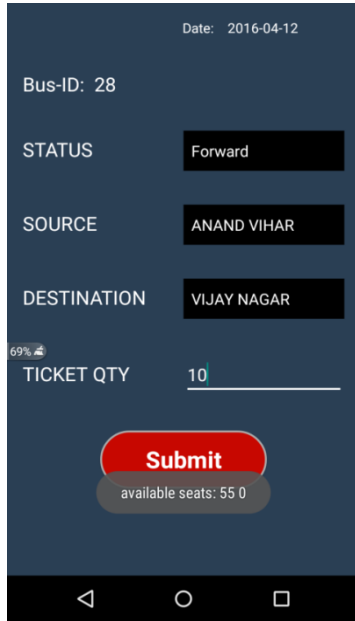 Date: 2016-04-12
Bus-ID: 28
STATUS Forward
SOURCE ANAND VIHAR
DESTINATION VIJAY NAGAR
69%
TICKET QTY 10
Submit
available seats: 55 0